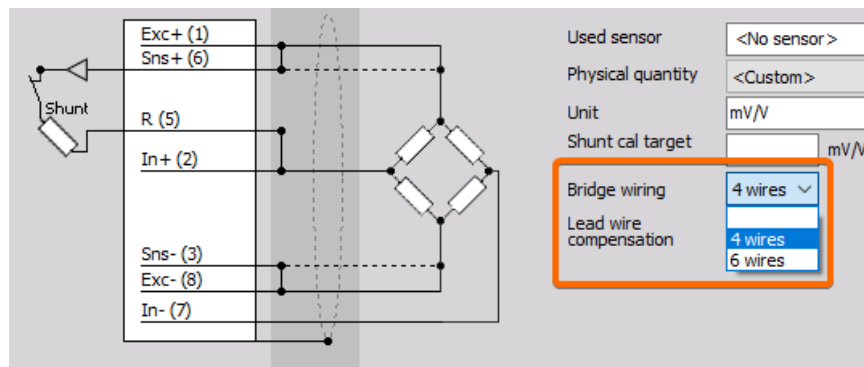 Exc+ (1)
Sns+ (6)
Shunt
R (5)
In+ (2)
Sns- (3)
Exc- (8)
In- (7)
Used sensor
<No sensor>
Physical quantity
<Custom>
Unit
mV/V
Shunt cal target
mV/V
Bridge wiring
4 wires
Lead wire
compensation
4 wires
6 wires